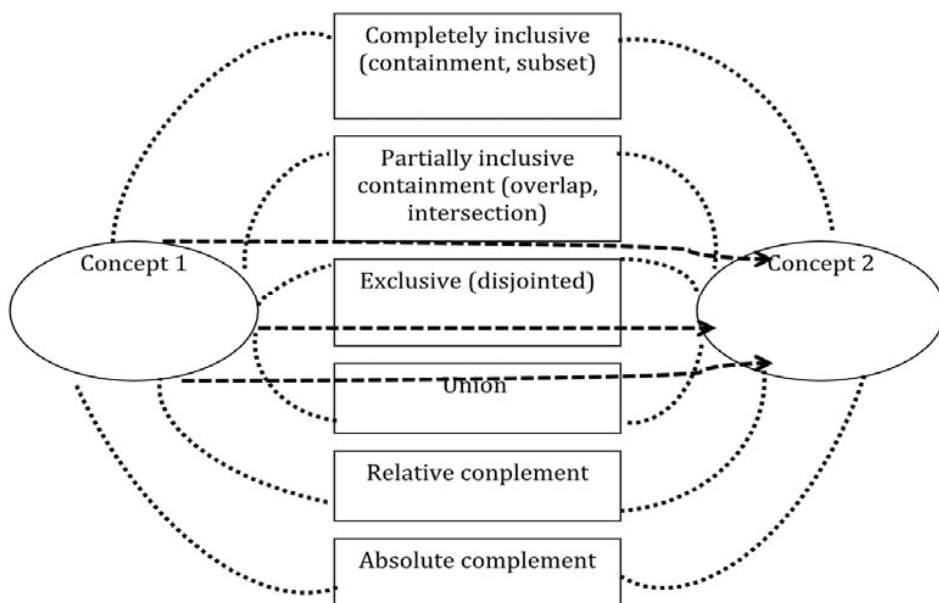 Completely inclusive
(containment, subset)
Partially inclusive
containment (overlap,
intersection)
Concept 1
Concept 2
Exclusive (disjointed)
Union
Relative conplement
Absolute complement